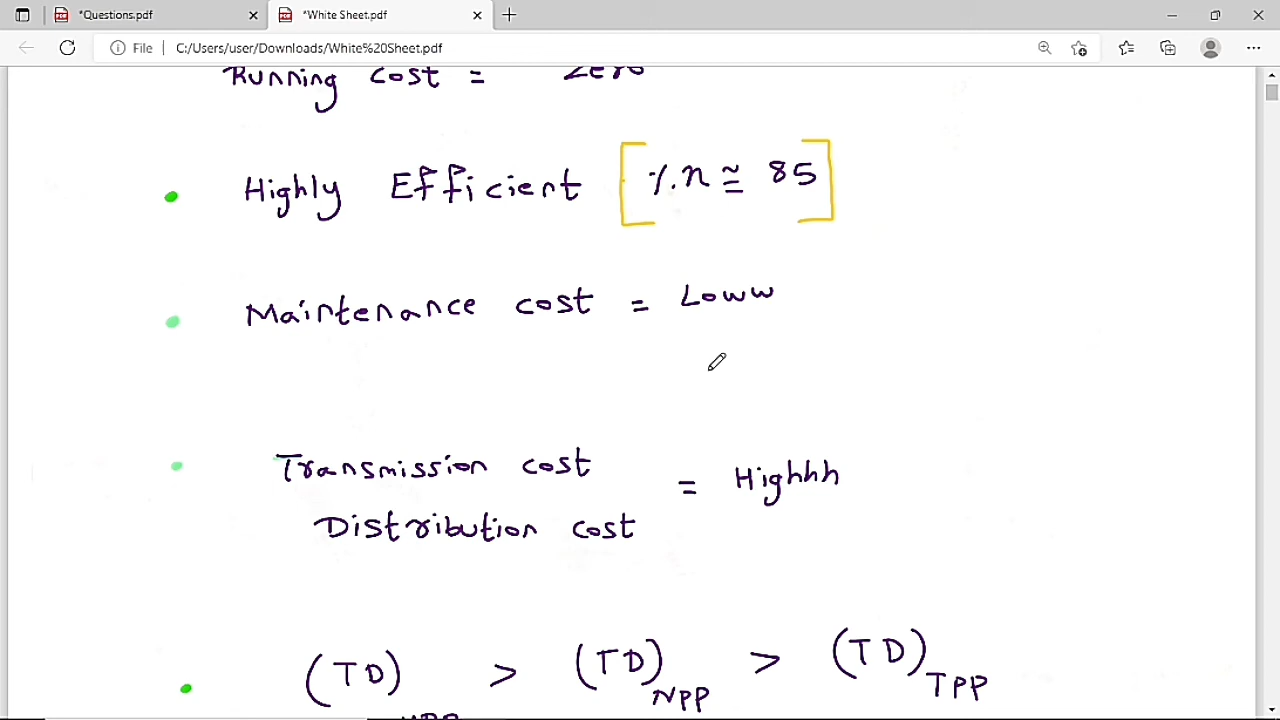 *Questions.pdf
*White Sheet.pdf
File
C:/Users/user/Downloads/White%20Sheet.pdf
Running cost = Zero
Highly Efficient [%.η ≅ 85]
Maintenance cost = Loww
Transmission cost
= Highhh
Distribution cost
(TD) > (TD)NPP > (TD)TPP